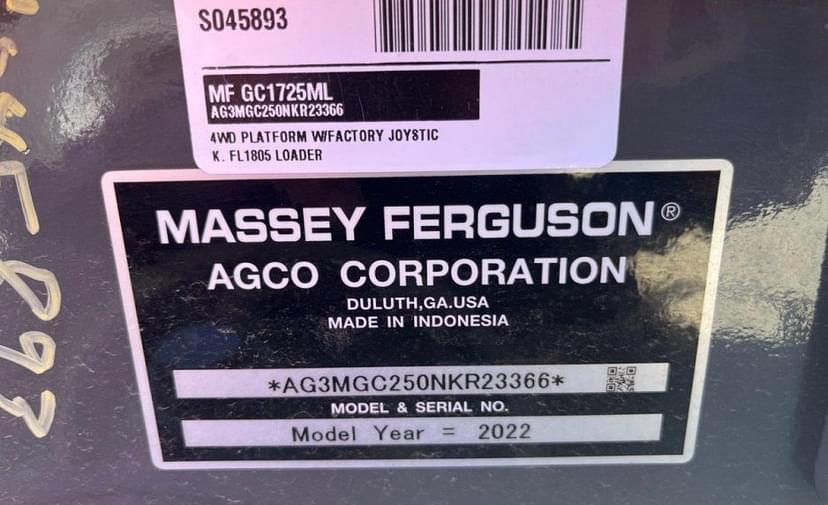 S045893
MF GC1725ML
AG3MGC250NKR23366
4WD PLATFORM W/FACTORY JOYSTIC
K. FL1805 LOADER
MASSEY FERGUSON®
AGCO CORPORATION
DULUTH,GA.USA
MADE IN INDONESIA
*AG3MGC250NKR23366*
MODEL & SERIAL NO.
Model Year = 2022